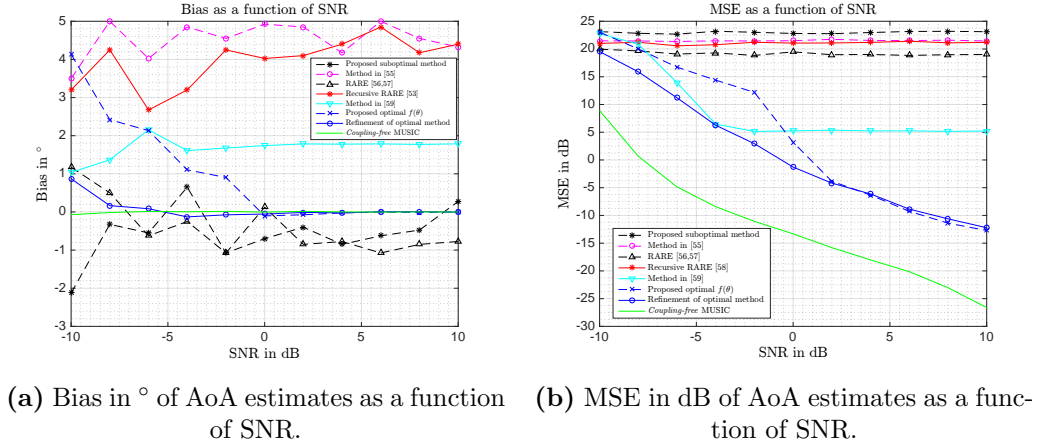 Bias as a function of SNR
5
4
3
2
1
0
-1
-2
-3
Bias in °
-10
-5
0
5
10
SNR in dB
Proposed suboptimal method
Method in [55]
RARE [56,57]
Recursive RARE [53]
Method in [59]
Proposed optimal f(θ)
Refinement of optimal method
Coupling-free MUSIC
(a) Bias in ° of AoA estimates as a function
of SNR.
MSE as a function of SNR
25
20
15
10
5
0
-5
-10
-15
-20
-25
-30
MSE in dB
-10
-5
0
5
10
SNR in dB
Proposed suboptimal method
Method in [55]
RARE [56,57]
Recursive RARE [58]
Method in [59]
Proposed optimal f(θ)
Refinement of optimal method
Coupling-free MUSIC
(b) MSE in dB of AoA estimates as a func-
tion of SNR.